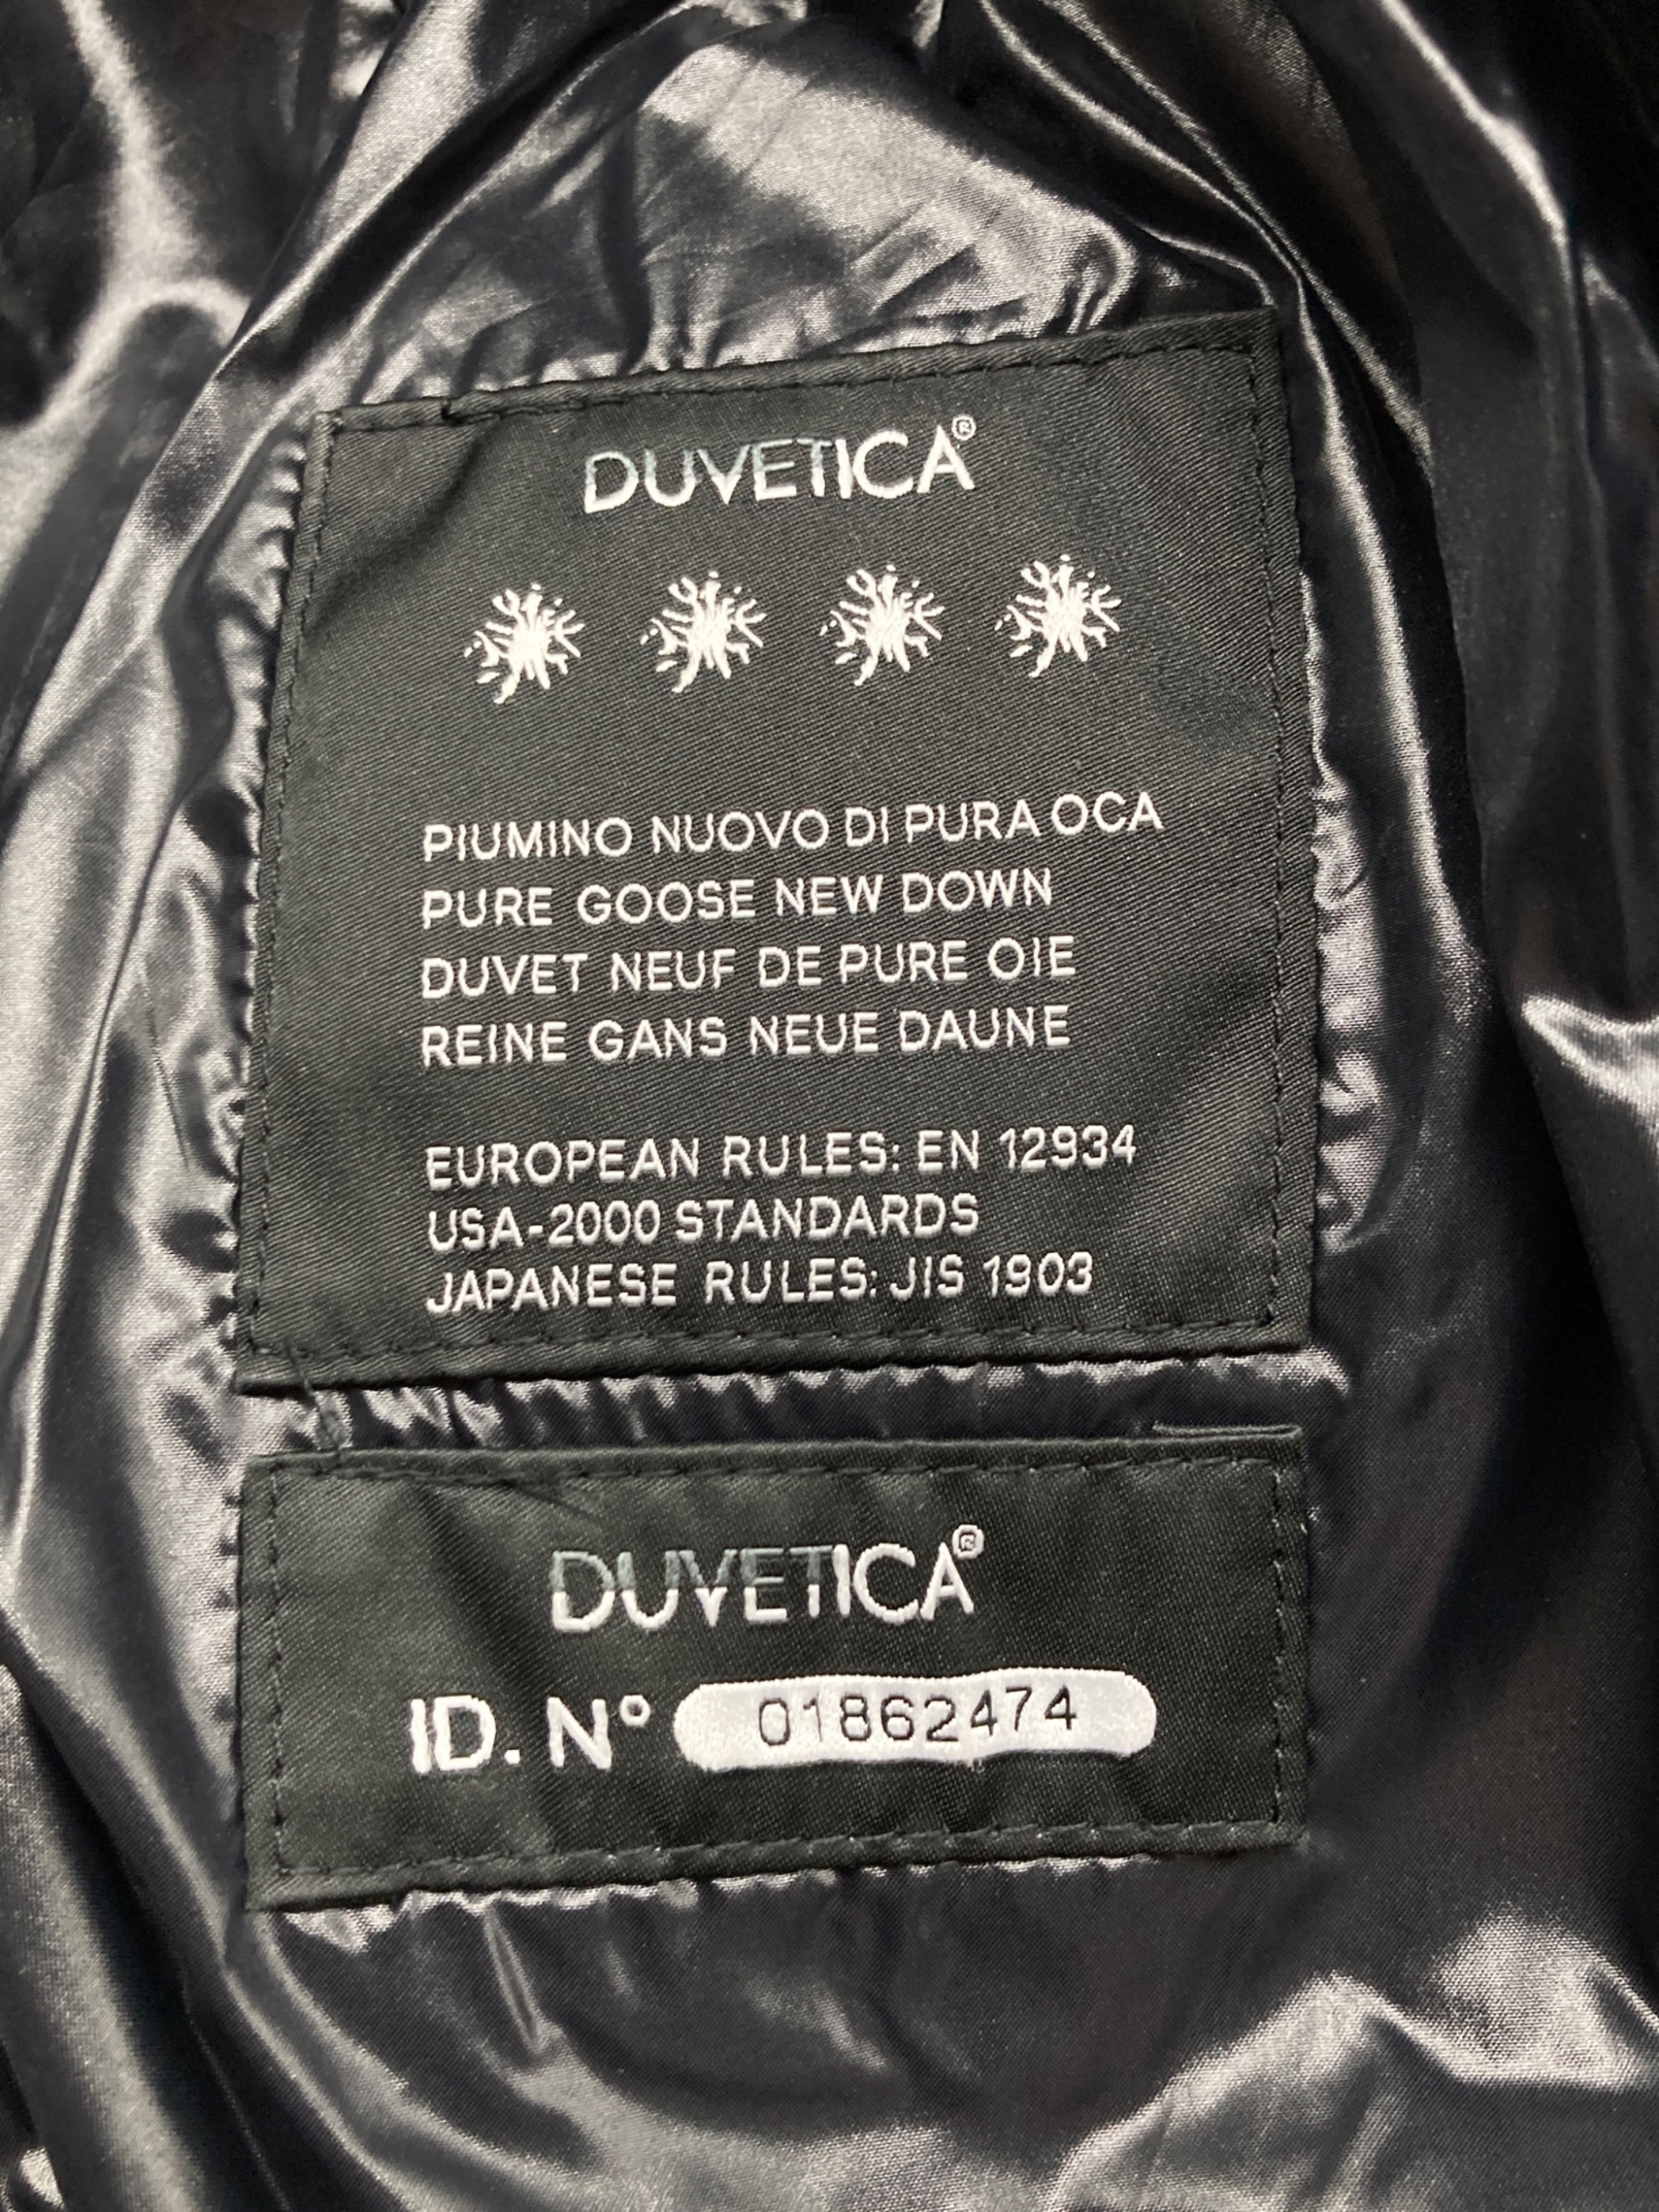 DUVETICA®
PIUMINO NUOVO DI PURA OCA
PURE GOOSE NEW DOWN
DUVET NEUF DE PURE OIE
REINE GANS NEUE DAUNE
EUROPEAN RULES: EN 12934
USA-2000 STANDARDS
JAPANESE RULES: JIS 1903
DUVETICA®
ID. N° 01862474